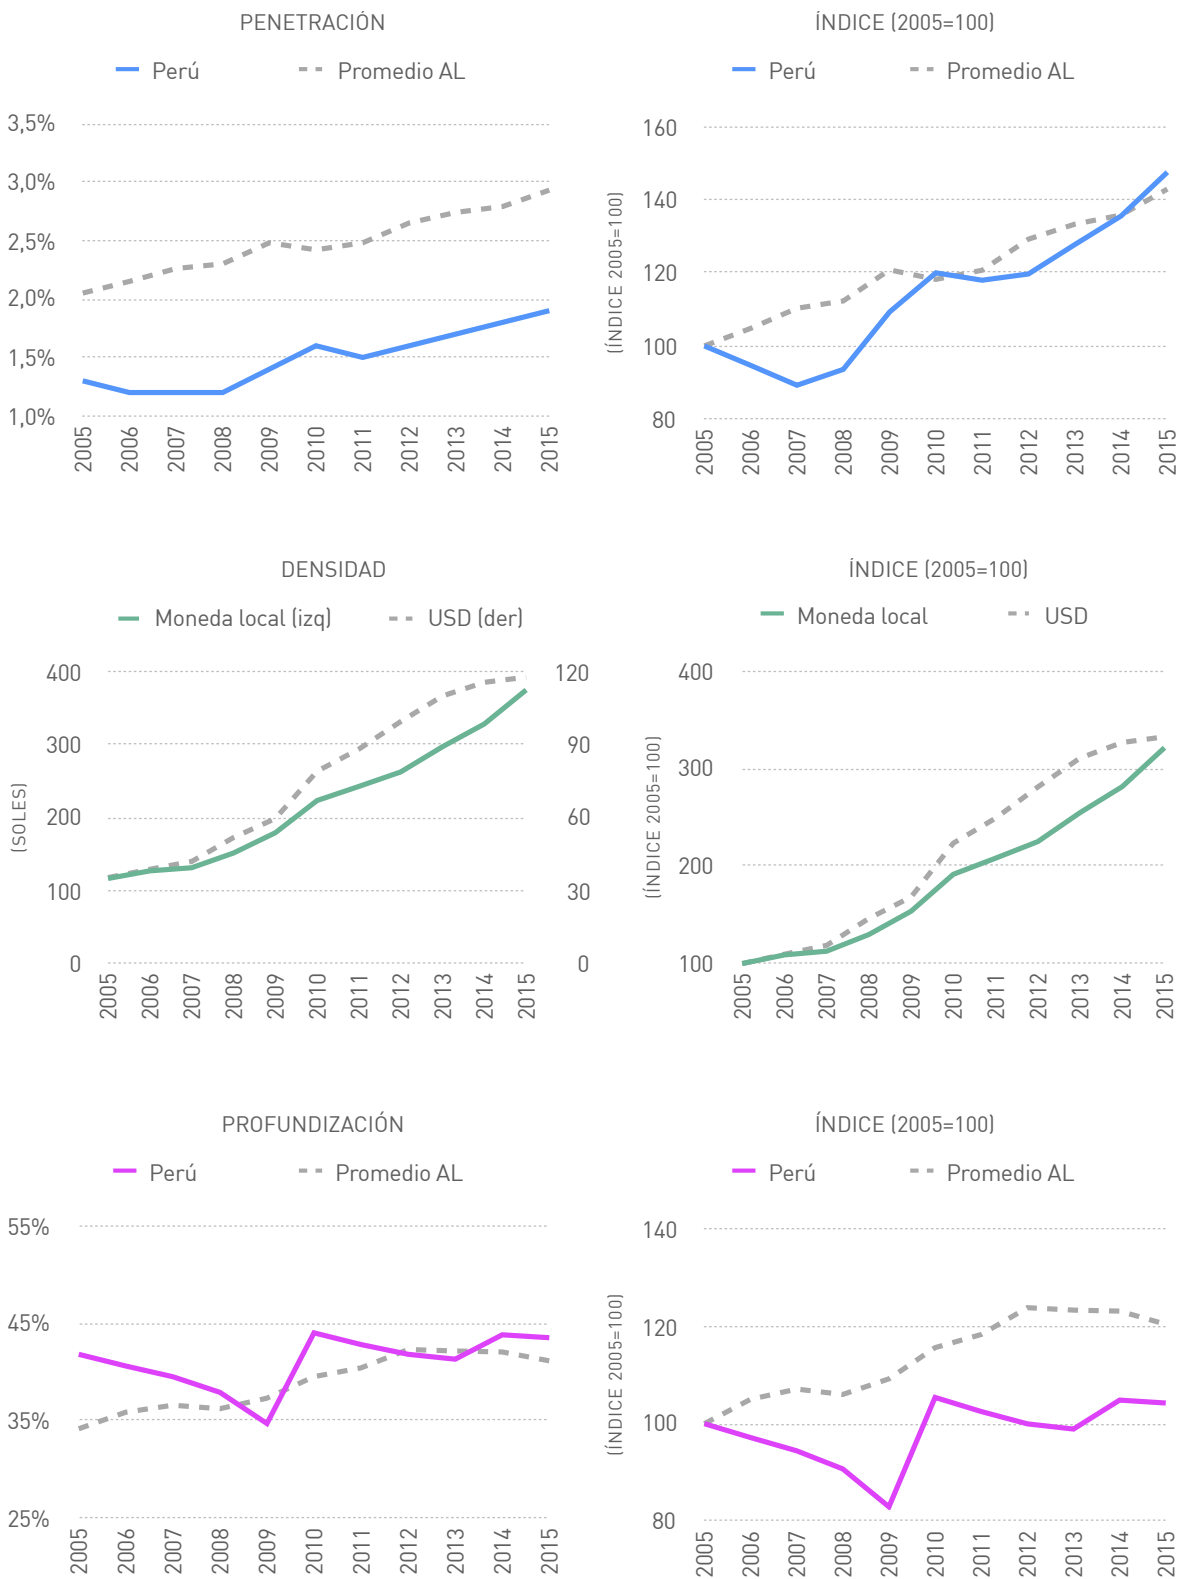 PENETRACIÓN
Perú Promedio AL
3,5%
3,0%
2,5%
2,0%
1,5%
1,0%
2005 2006 2007 2008 2009 2010 2011 2012 2013 2014 2015
ÍNDICE (2005=100)
Perú Promedio AL
(ÍNDICE 2005=100)
160
140
120
100
80
2005 2006 2007 2008 2009 2010 2011 2012 2013 2014 2015
DENSIDAD
Moneda local (izq) USD (der)
(SOLES)
400 120
300 90
200 60
100 30
0 0
2005 2006 2007 2008 2009 2010 2011 2012 2013 2014 2015
ÍNDICE (2005=100)
Moneda local USD
(ÍNDICE 2005=100)
400
300
200
100
2005 2006 2007 2008 2009 2010 2011 2012 2013 2014 2015
PROFUNDIZACIÓN
Perú Promedio AL
55%
45%
35%
25%
2005 2006 2007 2008 2009 2010 2011 2012 2013 2014 2015
ÍNDICE (2005=100)
Perú Promedio AL
(ÍNDICE 2005=100)
140
120
100
80
2005 2006 2007 2008 2009 2010 2011 2012 2013 2014 2015